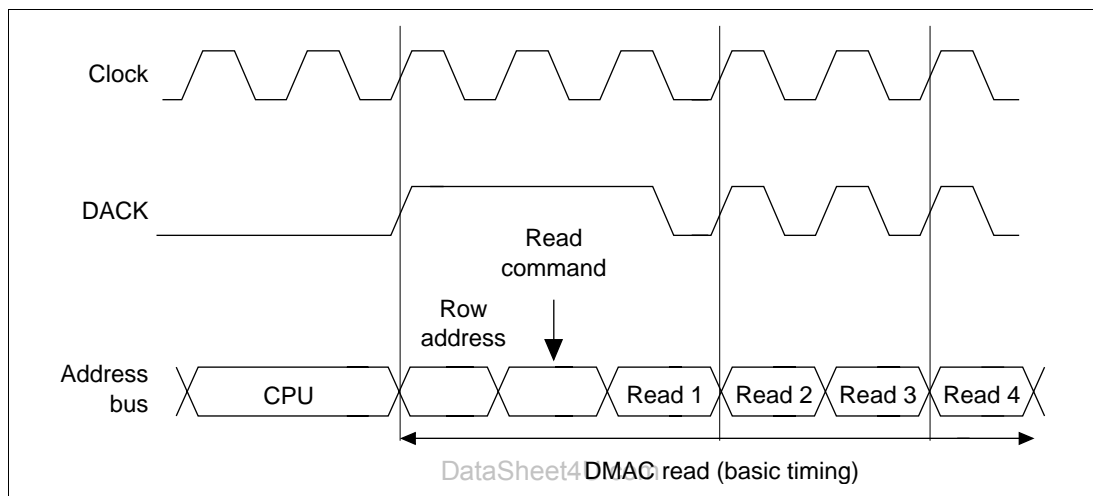 Clock
DACK
Read
command
Row
address
Address
bus
CPU
Read 1
Read 2
Read 3
Read 4
DMAC read (basic timing)